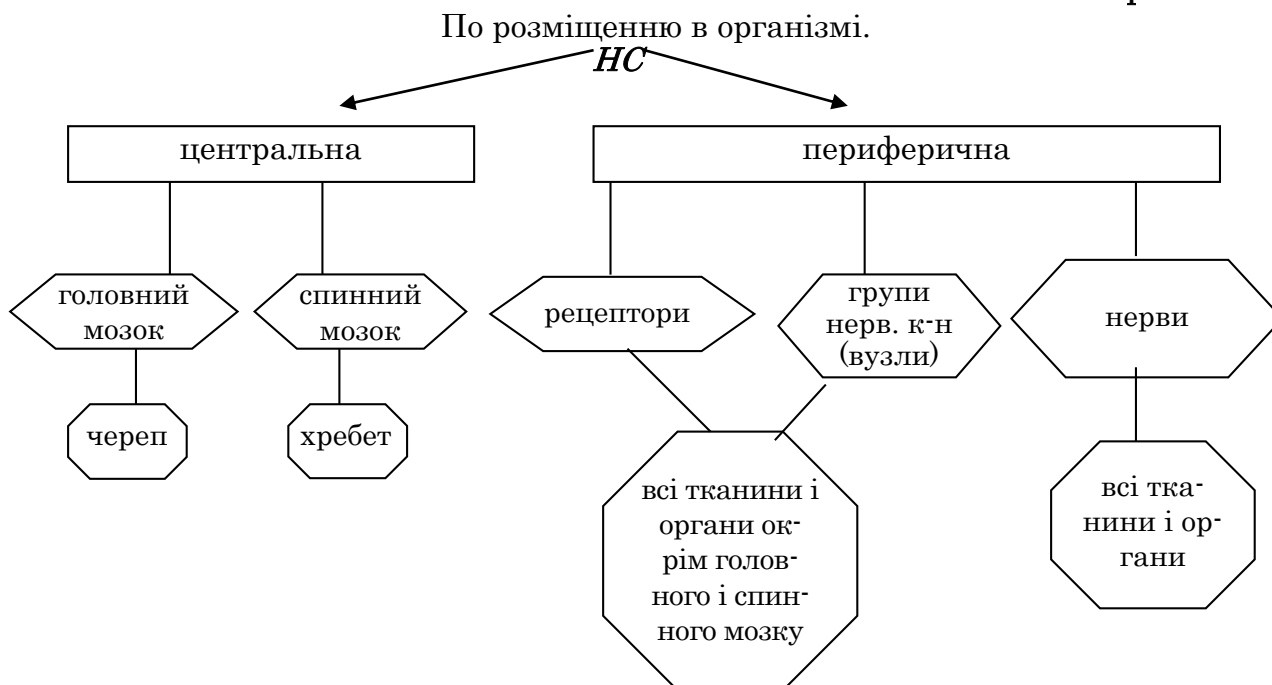 По розміщенню в організмі.
НС
центральна
периферична
головний
мозок
спинний
мозок
рецептори
групи
нерв. к-н
(вузли)
нерви
череп
хребет
всі тканини і
органи ок-
рім голов-
ного і спин-
ного мозку
всі тка-
нини і ор-
гани